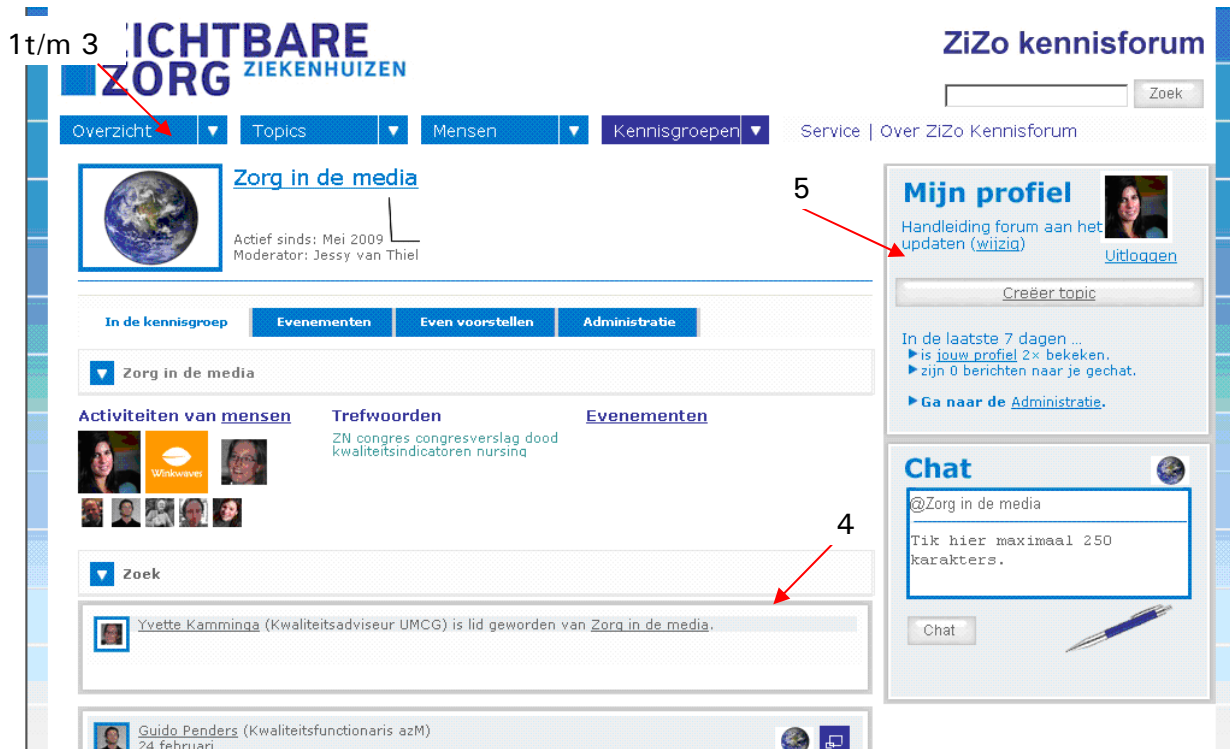 1t/m 3
ICHTBARE
ZORG ZIEKENHUIZEN
ZiZo kennisforum
Zoek
Overzicht
Topics
Mensen
Kennisgroepen
Service | Over ZiZo Kennisforum
Zorg in de media
Actief sinds: Mei 2009
Moderator: Jessy van Thiel
5
Mijn profiel
Handleiding forum aan het
updaten (wijzig)
Uitloggen
Creëer topic
In de laatste 7 dagen ...
is jouw profiel 2× bekeken.
zijn 0 berichten naar je gechat.
Ga naar de Administratie.
In de kennisgroep
Evenementen
Even voorstellen
Administratie
Zorg in de media
Activiteiten van mensen
Winkwaves
Trefwoorden
ZN congres congresverslag dood
kwaliteitsindicatoren nursing
Evenementen
Chat
@Zorg in de media
Tik hier maximaal 250
karakters.
Chat
4
Zoek
Yvette Kamminga (Kwaliteitsadviseur UMCG) is lid geworden van Zorg in de media.
Guido Penders (Kwaliteitsfunctionaris azM)
24 februari